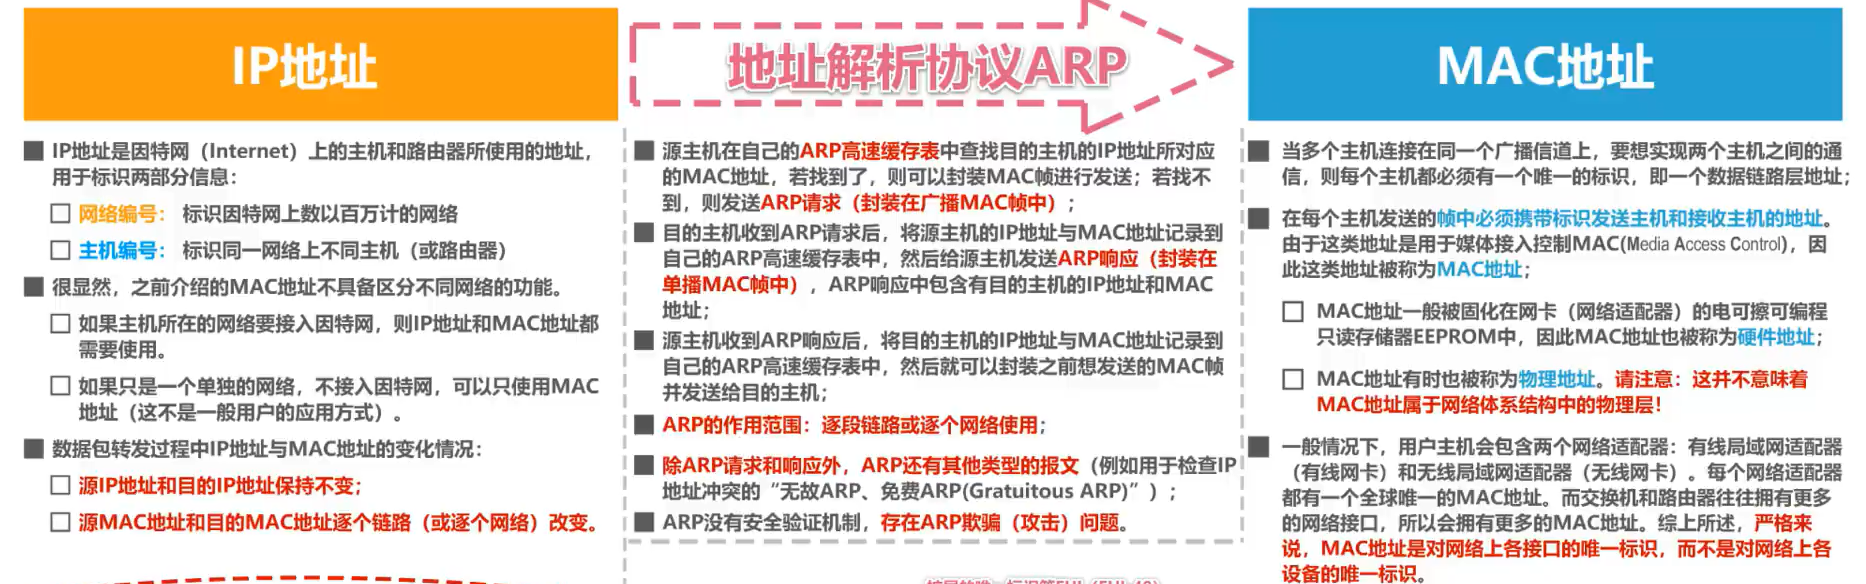 IP地址
■ IP地址是因特网（Internet）上的主机和路由器所使用的地址，
用于标识两部分信息：
□ 网络编号： 标识因特网上数以百万计的网络
□ 主机编号： 标识同一网络上不同主机（或路由器）
■ 很显然，之前介绍的MAC地址不具备区分不同网络的功能。
□ 如果主机所在的网络要接入因特网，则IP地址和MAC地址都
需要使用。
□ 如果只是一个单独的网络，不接入因特网，可以只使用MAC
地址（这不是一般用户的应用方式）。
■ 数据包转发过程中IP地址与MAC地址的变化情况：
□ 源IP地址和目的IP地址保持不变；
□ 源MAC地址和目的MAC地址逐个链路（或逐个网络）改变。
地址解析协议ARP
■ 源主机在自己的ARP高速缓存表中查找目的主机的IP地址所对应
的MAC地址，若找到了，则可以封装MAC帧进行发送；若找不
到，则发送ARP请求（封装在广播MAC帧中）；
■ 目的主机收到ARP请求后，将源主机的IP地址与MAC地址记录到
自己的ARP高速缓存表中，然后给源主机发送ARP响应（封装在
单播MAC帧中），ARP响应中包含有目的主机的IP地址和MAC
地址；
■ 源主机收到ARP响应后，将目的主机的IP地址与MAC地址记录到
自己的ARP高速缓存表中，然后就可以封装之前想发送的MAC帧
并发送给目的主机；
■ ARP的作用范围：逐段链路或逐个网络使用；
■ 除ARP请求和响应外，ARP还有其他类型的报文（例如用于检查IP
地址冲突的“无故ARP、免费ARP(Gratuitous ARP)”）；
■ ARP没有安全验证机制，存在ARP欺骗（攻击）问题。
MAC地址
■ 当多个主机连接在同一个广播信道上，要想实现两个主机之间的通
信，则每个主机都必须有一个唯一的标识，即一个数据链路层地址；
■ 在每个主机发送的帧中必须携带标识发送主机和接收主机的地址。
由于这类地址是用于媒体接入控制MAC(Media Access Control)，因
此这类地址被称为MAC地址；
□ MAC地址一般被固化在网卡（网络适配器）的电可擦可编程
只读存储器EEPROM中，因此MAC地址也被称为硬件地址；
□ MAC地址有时也被称为物理地址。请注意：这并不意味着
MAC地址属于网络体系结构中的物理层！
■ 一般情况下，用户主机会包含两个网络适配器：有线局域网适配器
（有线网卡）和无线局域网适配器（无线网卡）。每个网络适配器
都有一个全球唯一的MAC地址。而交换机和路由器往往拥有更多
的网络接口，所以会拥有更多的MAC地址。综上所述，严格来
说，MAC地址是对网络上各接口的唯一标识，而不是对网络上各
设备的唯一标识。